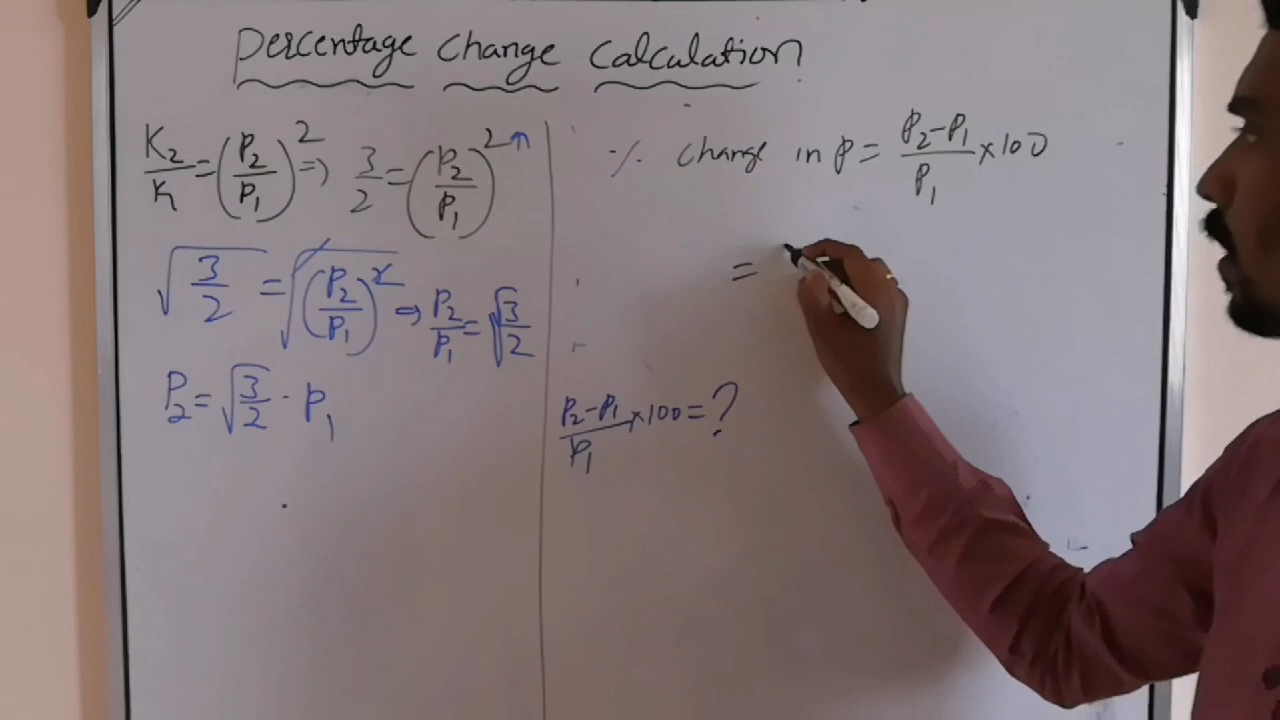 Percentage Change Calculation
K2/K1 = (P2/P1)^2 => 3/2 = (P2/P1)^2 ↑
√(3/2) = √(P2/P1)^2 => P2/P1 = √(3/2)
P2 = √(3/2) · P1
% Change in P = (P2-P1)/P1 × 100
=
(P2-P1)/P1 × 100 = ?